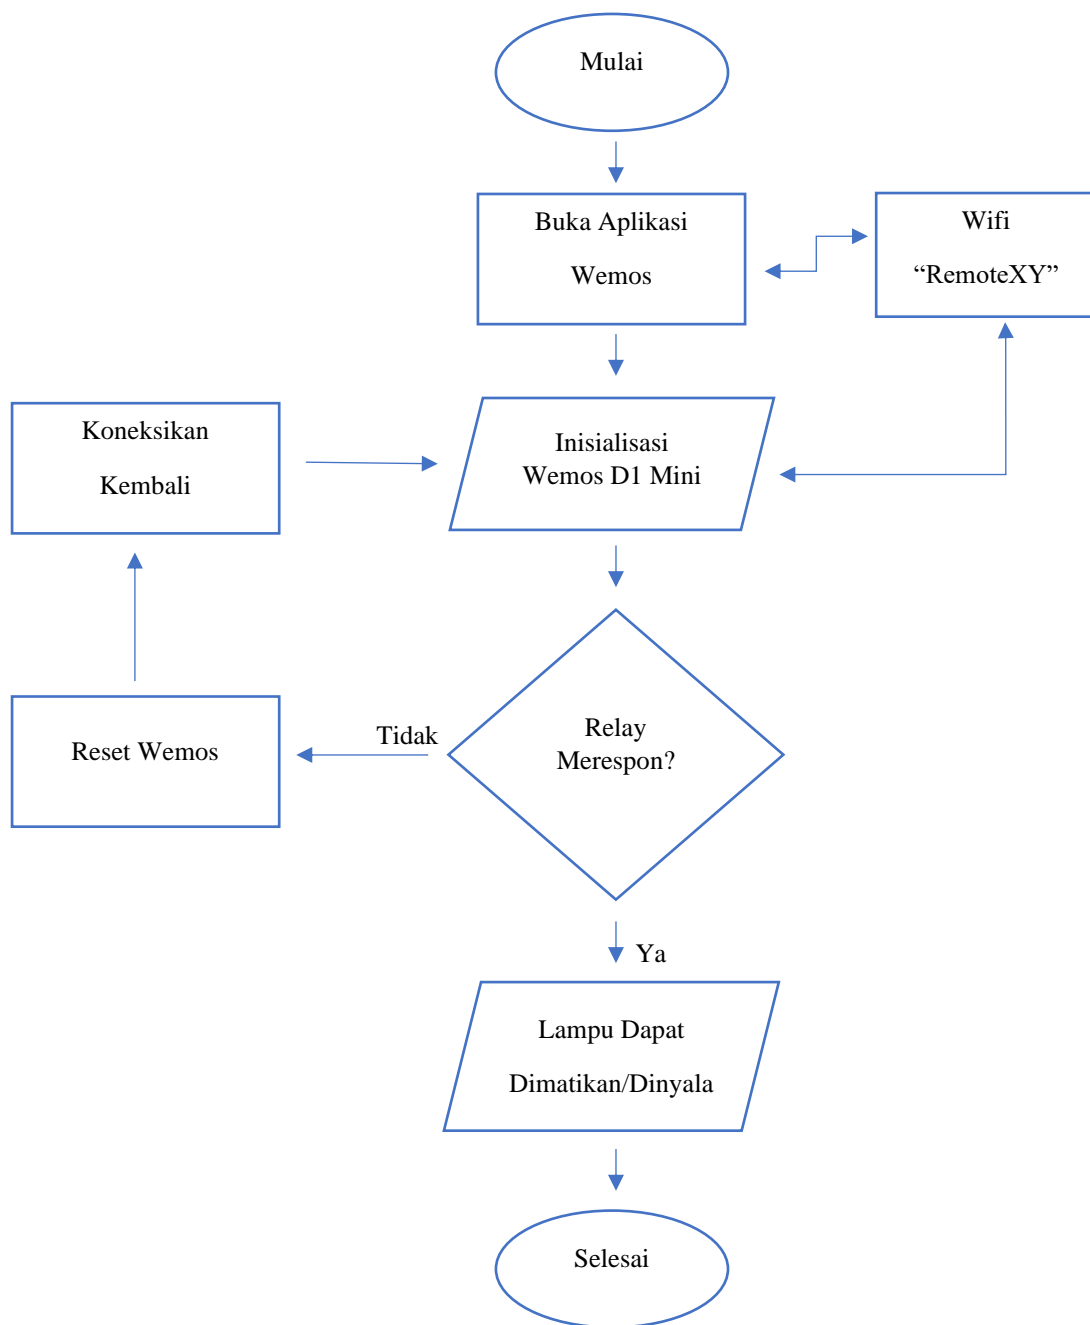 Mulai
Buka Aplikasi
Wemos
Wifi
“RemoteXY”
Koneksikan
Kembali
Inisialisasi
Wemos D1 Mini
Reset Wemos
Tidak
Relay
Merespon?
Ya
Lampu Dapat
Dimatikan/Dinyala
Selesai